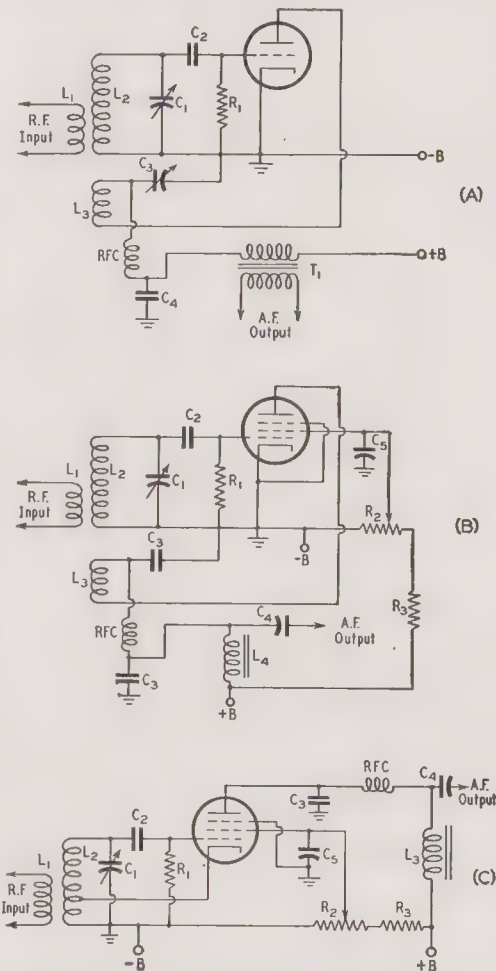 C2
L1
L2
C1
R1
R.F.
Input
-B
C3
(A)
L3
RFC
+B
T1
C4
A.F.
Output
C2
C5
L1
L2
C1
R1
R2
R.F.
Input
(B)
C3
-B
L3
R3
RFC
C4
A.F.
Output
L4
C3
+B
RFC
C4
A.F.
Output
C3
C2
L1
L2
C1
R1
C5
L3
R.F.
Input
R2
R3
(C)
-B
+B